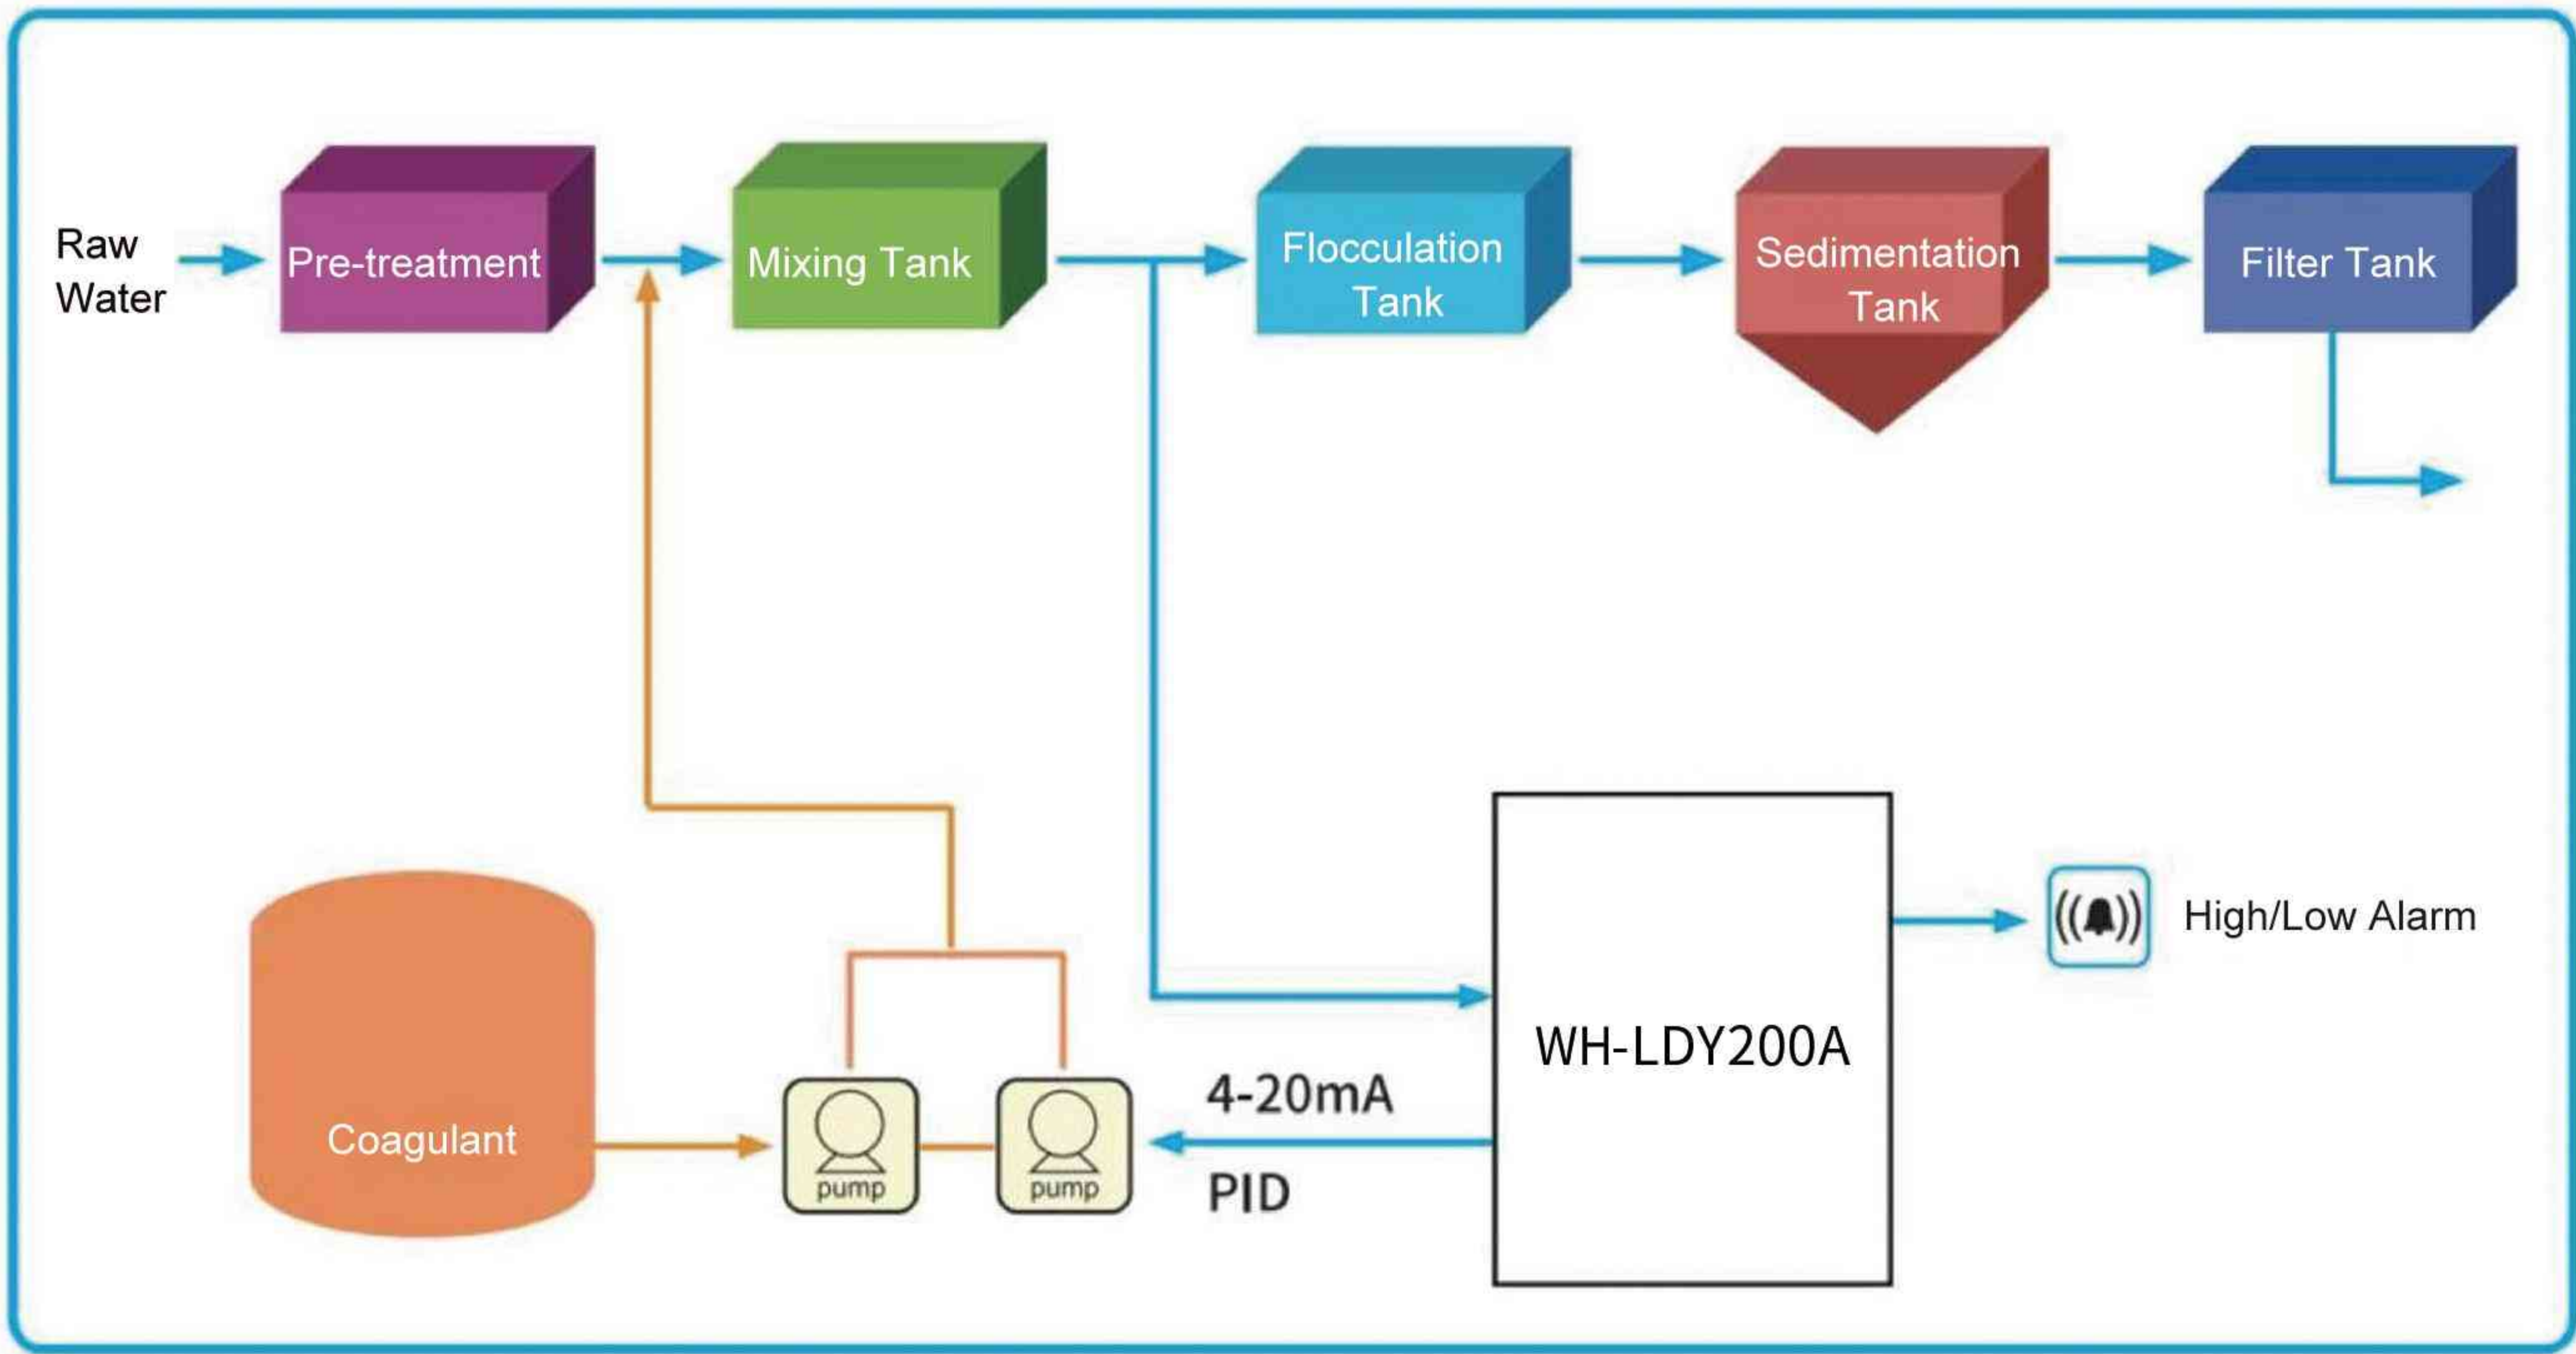 Raw
Water
Pre-treatment
Mixing Tank
Flocculation
Tank
Sedimentation
Tank
Filter Tank
Coagulant
pump
pump
4-20mA
PID
WH-LDY200A
High/Low Alarm